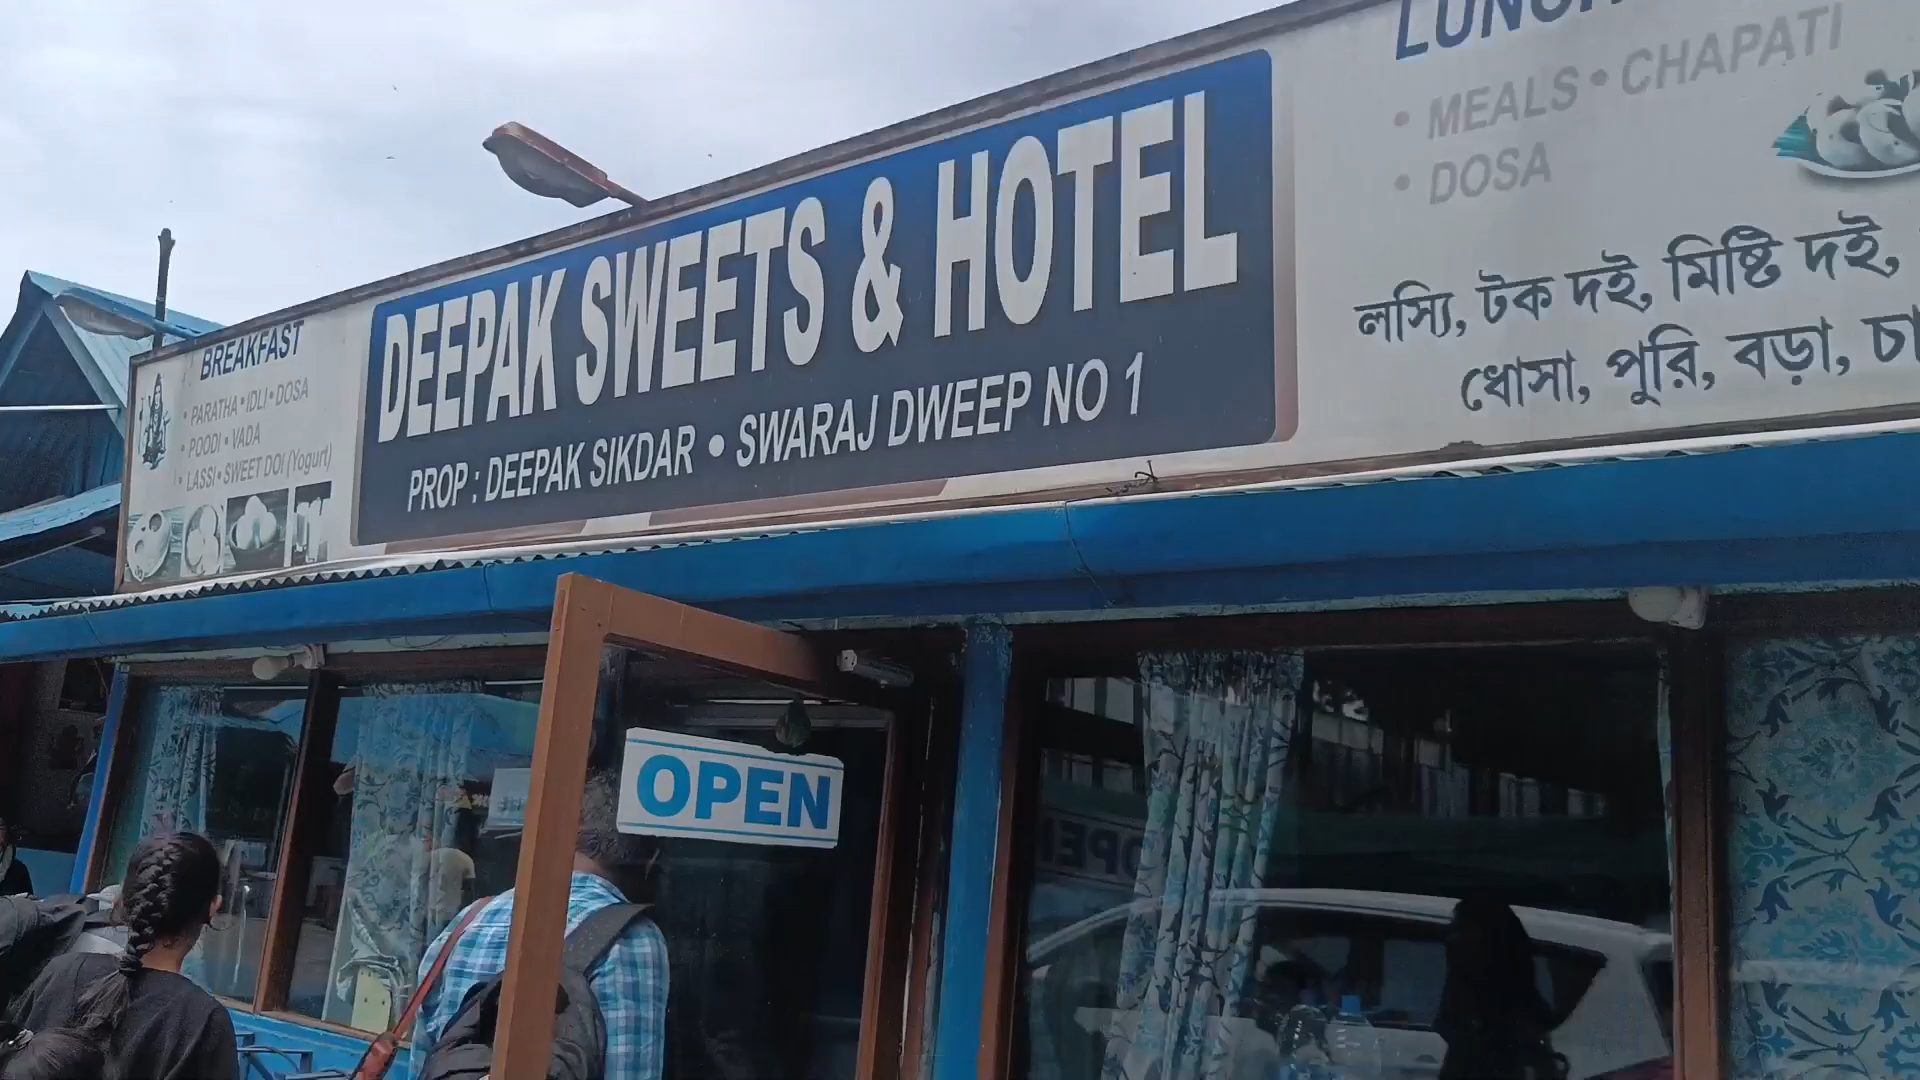 BREAKFAST
• PARATHA • IDLI • DOSA
• POODI • VADA
• LASSI • SWEET DOI (Yogurt)
DEEPAK SWEETS & HOTEL
PROP : DEEPAK SIKDAR • SWARAJ DWEEP NO 1
• MEALS • CHAPATI
• DOSA
লস্যি, টক দই, মিষ্টি দই,
ধোসা, পুরি, বড়া,
OPEN